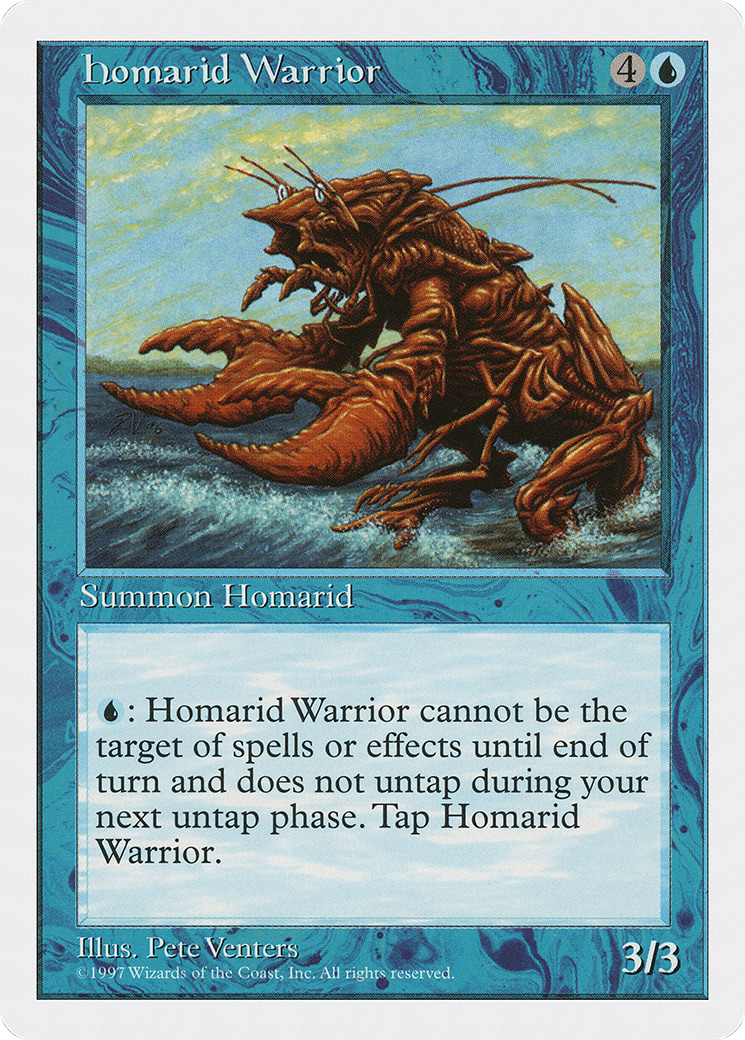 Homarid Warrior 4
Summon Homarid
: Homarid Warrior cannot be the
target of spells or effects until end of
turn and does not untap during your
next untap phase. Tap Homarid
Warrior.
Illus. Pete Venters
©1997 Wizards of the Coast, Inc. All rights reserved.
3/3